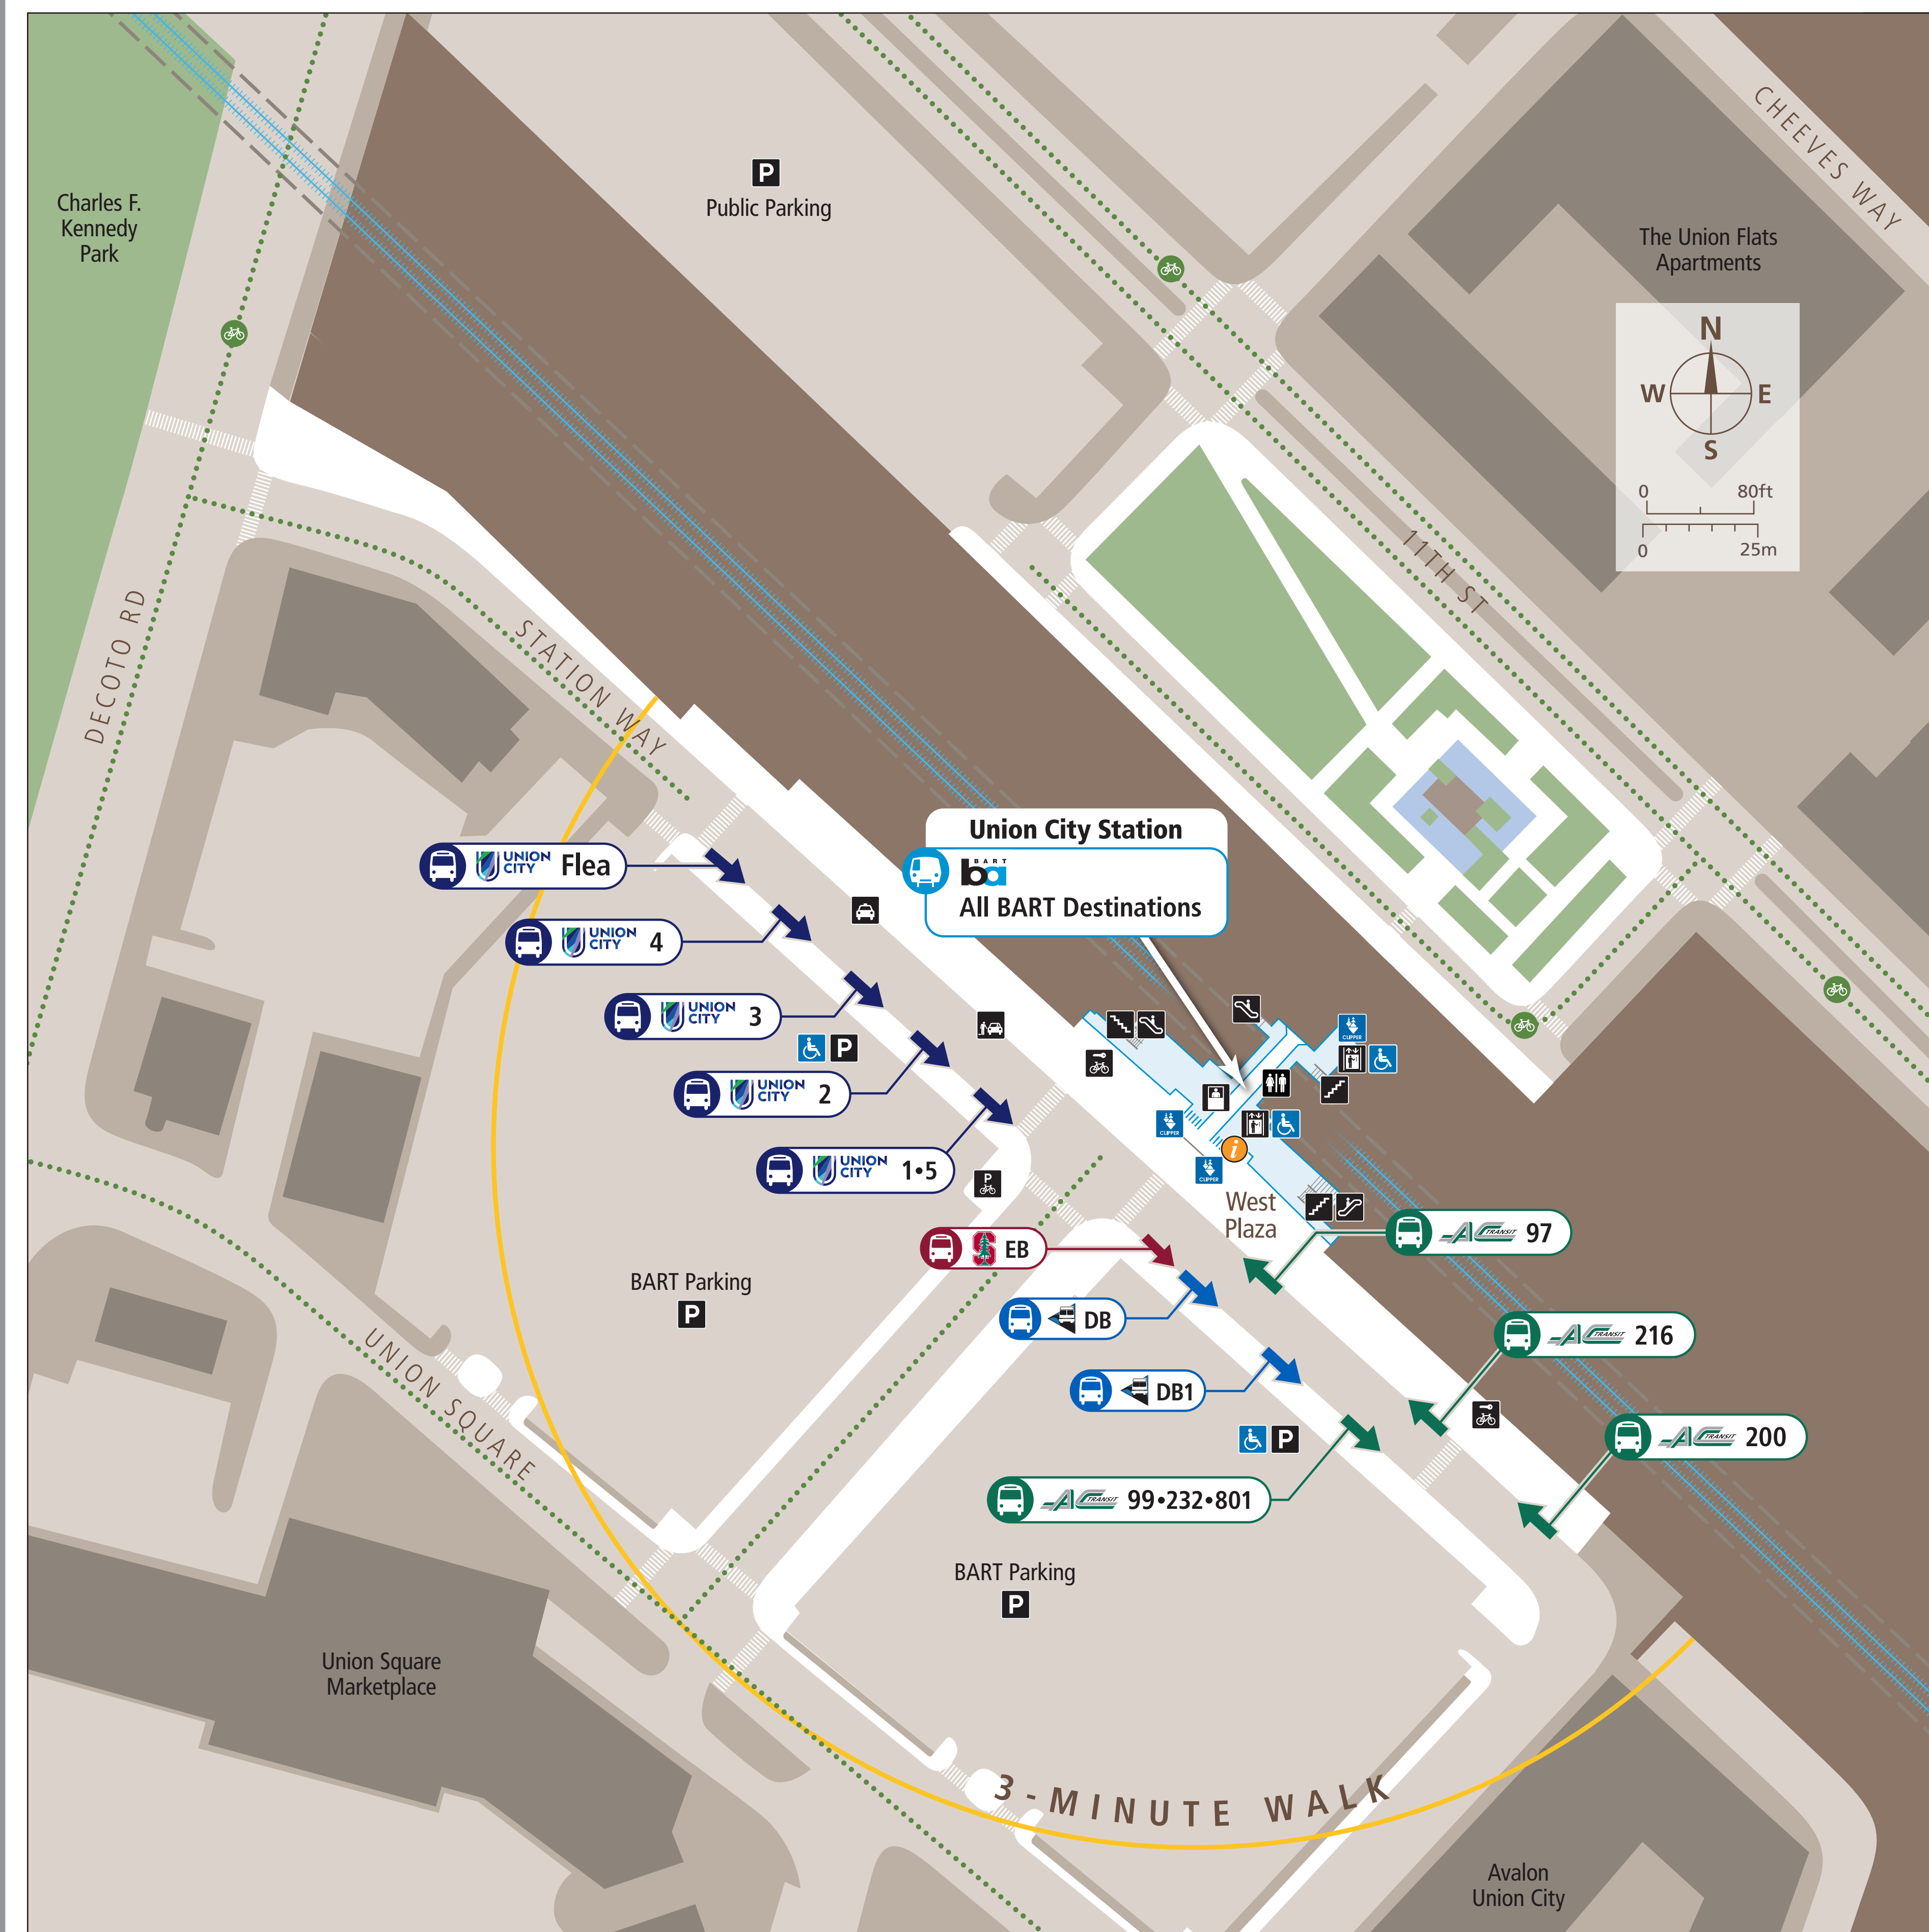 CHEEVES WAY
P
Public Parking
Charles F.
Kennedy
Park
The Union Flats
Apartments
N
W E
S
0 80ft
0 25m
11TH ST
DECOTO RD
STATION WAY
Union City Station
BART
ba
All BART Destinations
UNION
CITY
Flea
UNION
CITY
4
UNION
CITY
3
P
UNION
CITY
2
UNION
CITY
1•5
P
CLIPPER
CLIPPER
CLIPPER
i
West
Plaza
AC TRANSIT 97
S EB
BART Parking
P
DB
AC TRANSIT 216
DB1
P
AC TRANSIT 200
AC TRANSIT 99•232•801
UNION SQUARE
BART Parking
P
Union Square
Marketplace
3-MINUTE WALK
Avalon
Union City